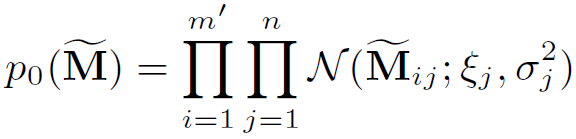 $p_0(\widetilde{\mathbf{M}}) = \prod_{i=1}^{m'} \prod_{j=1}^{n} \mathcal{N}(\widetilde{\mathbf{M}}_{ij}; \xi_j, \sigma_j^2)$